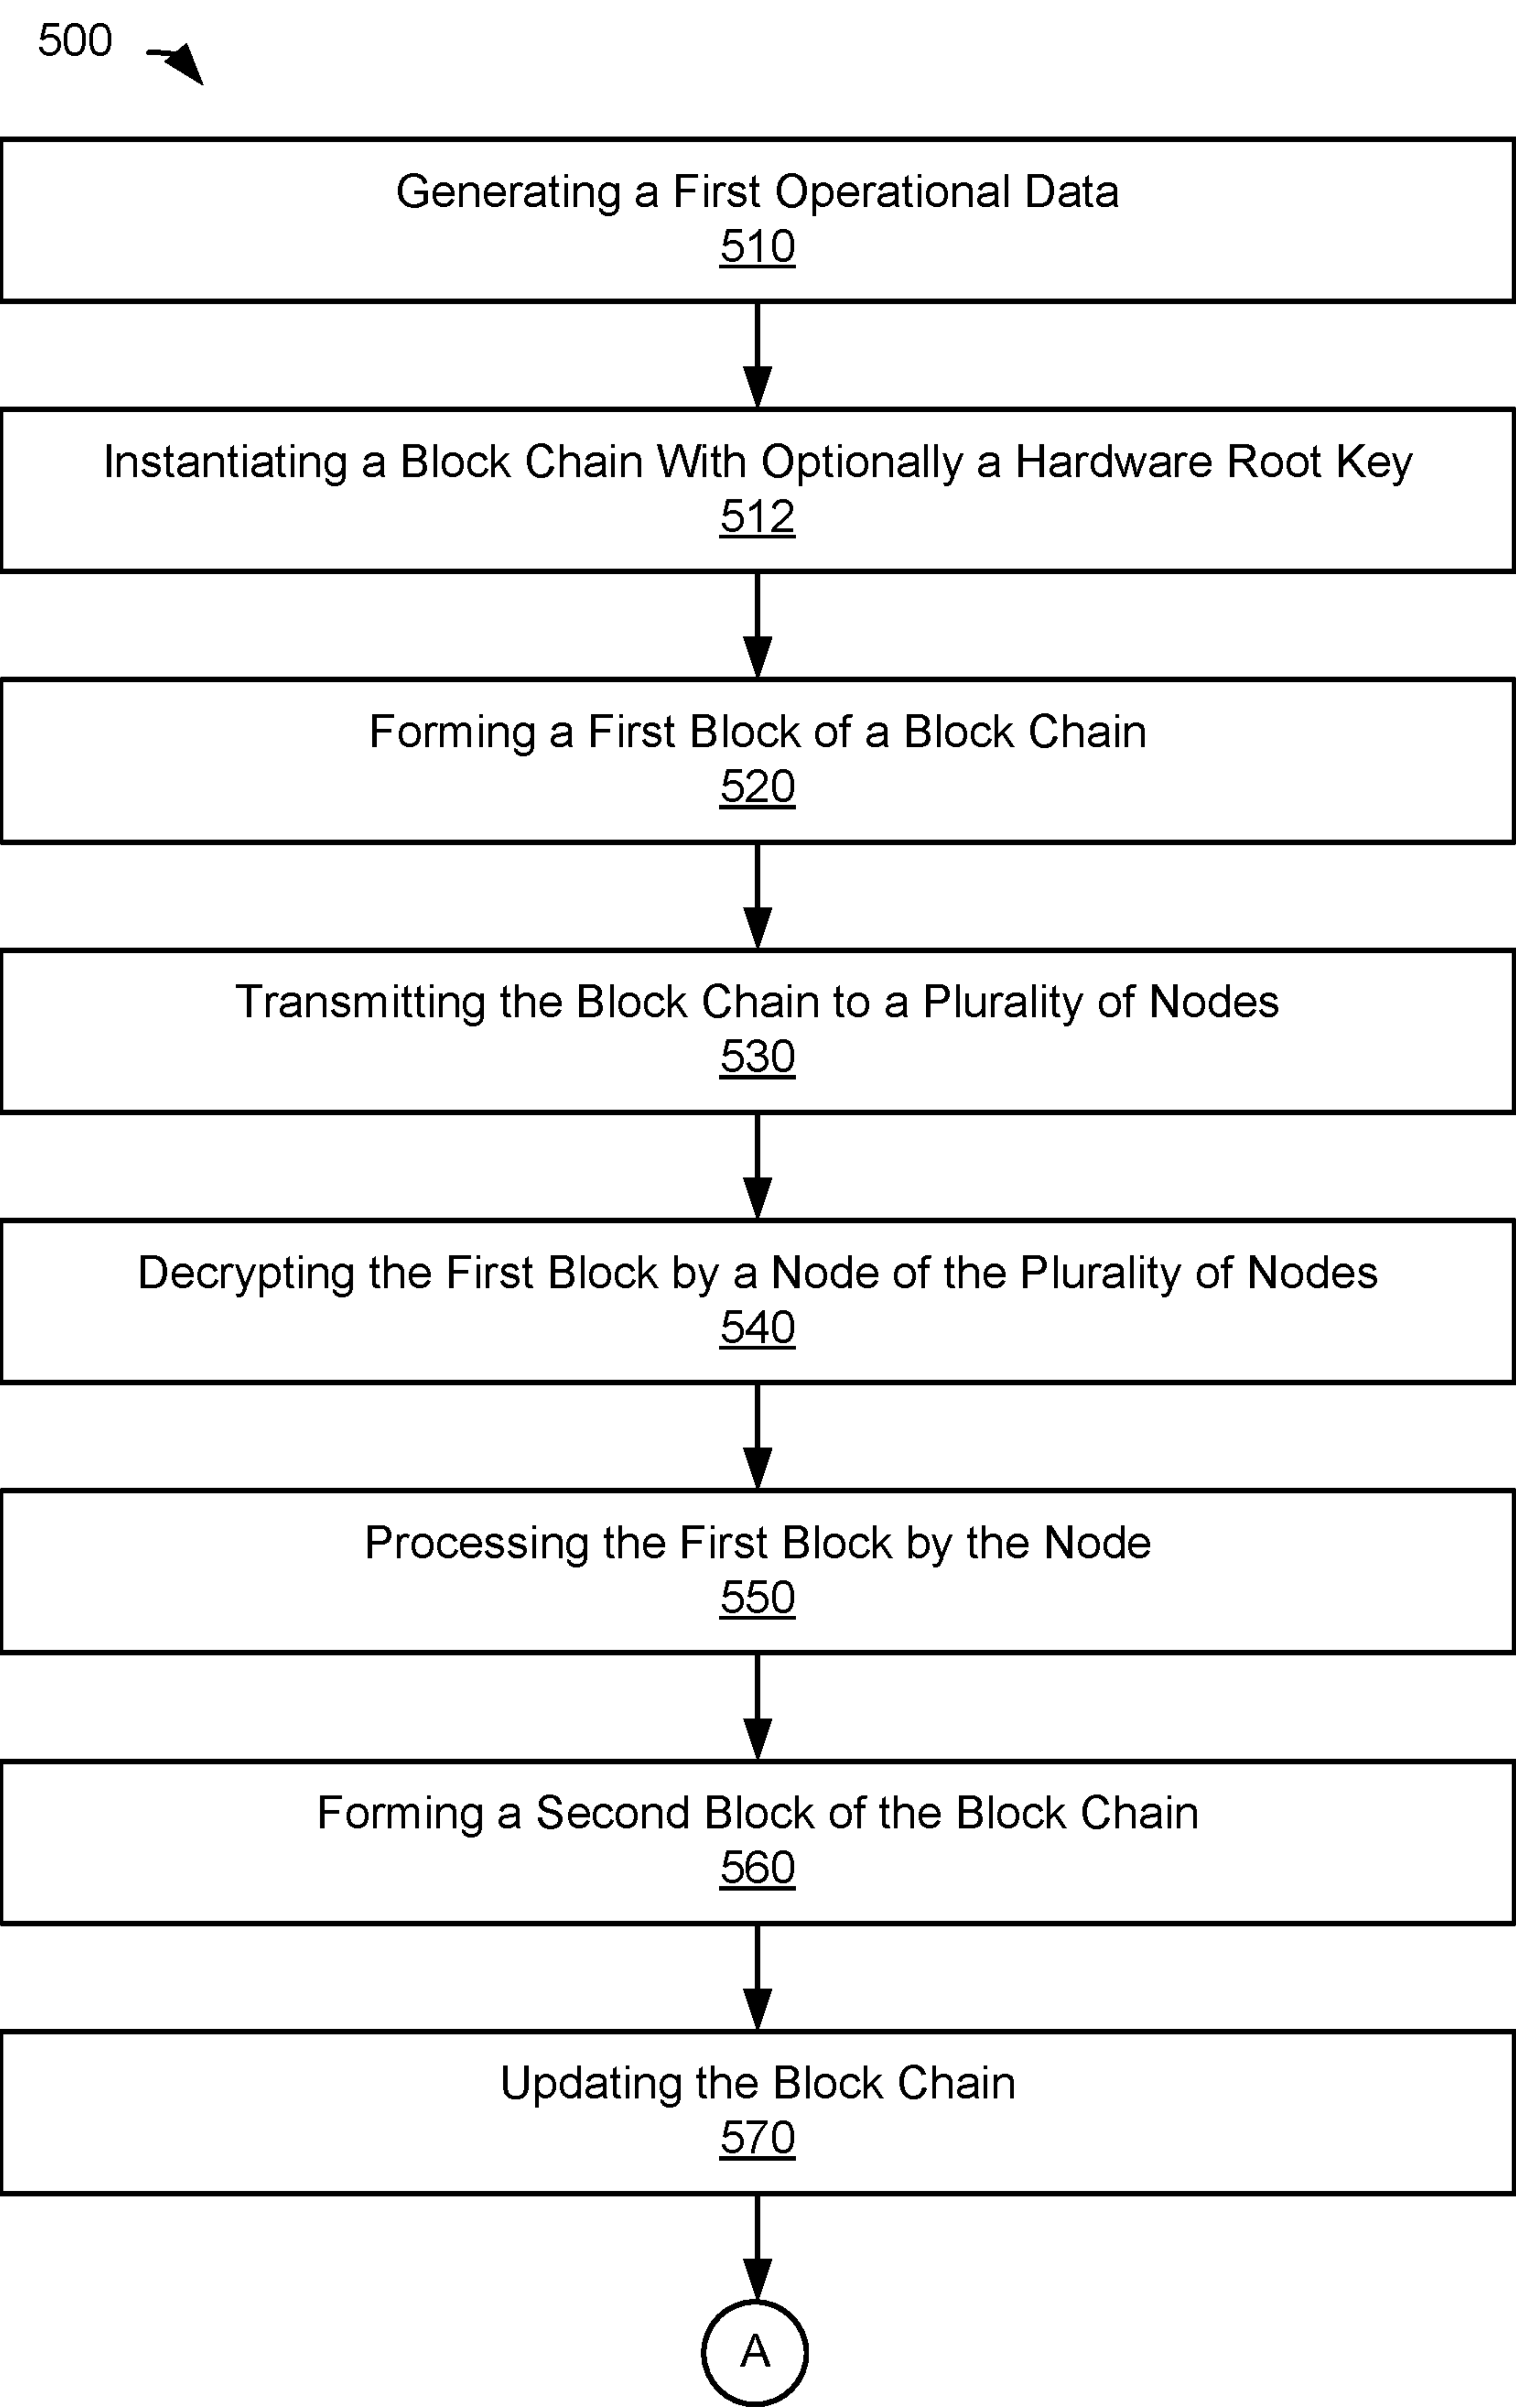 500
Generating a First Operational Data
510
Instantiating a Block Chain With Optionally a Hardware Root Key
512
Forming a First Block of a Block Chain
520
Transmitting the Block Chain to a Plurality of Nodes
530
Decrypting the First Block by a Node of the Plurality of Nodes
540
Processing the First Block by the Node
550
Forming a Second Block of the Block Chain
560
Updating the Block Chain
570
A